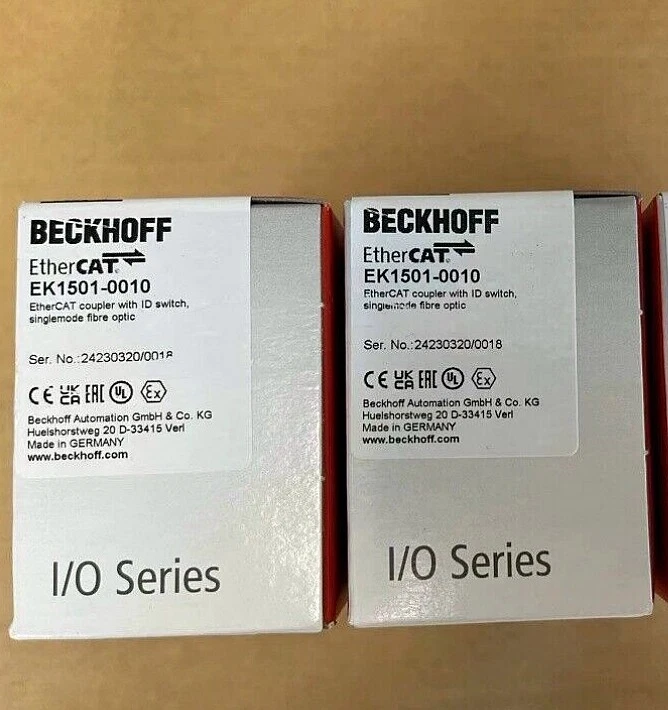 BECKHOFF
EtherCAT®
EK1501-0010
EtherCAT coupler with ID switch,
singlemode fibre optic
Ser. No.:24230320/0018
CE UK CA EAC UL Ex
Beckhoff Automation GmbH & Co. KG
Huelshorstweg 20 D-33415 Verl
Made in GERMANY
www.beckhoff.com
I/O Series
BECKHOFF
EtherCAT
EK1501-0010
EtherCAT coupler with ID switch,
singlemode fibre optic
Ser. No.:24230320/0018
CE UK CA EAC UL Ex
Beckhoff Automation GmbH & Co. KG
Huelshorstweg 20 D-33415 Verl
Made in GERMANY
www.beckhoff.com
I/O Series